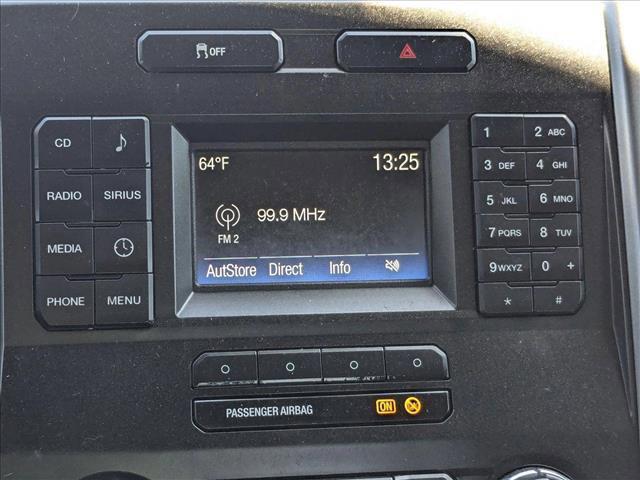 OFF
CD
RADIO SIRIUS
MEDIA
PHONE MENU
64°F 13:25
99.9 MHz
FM 2
AutStore Direct Info
1 2 ABC
3 DEF 4 GHI
5 JKL 6 MNO
7 PQRS 8 TUV
9 WXYZ 0 +
* #
PASSENGER AIRBAG ON